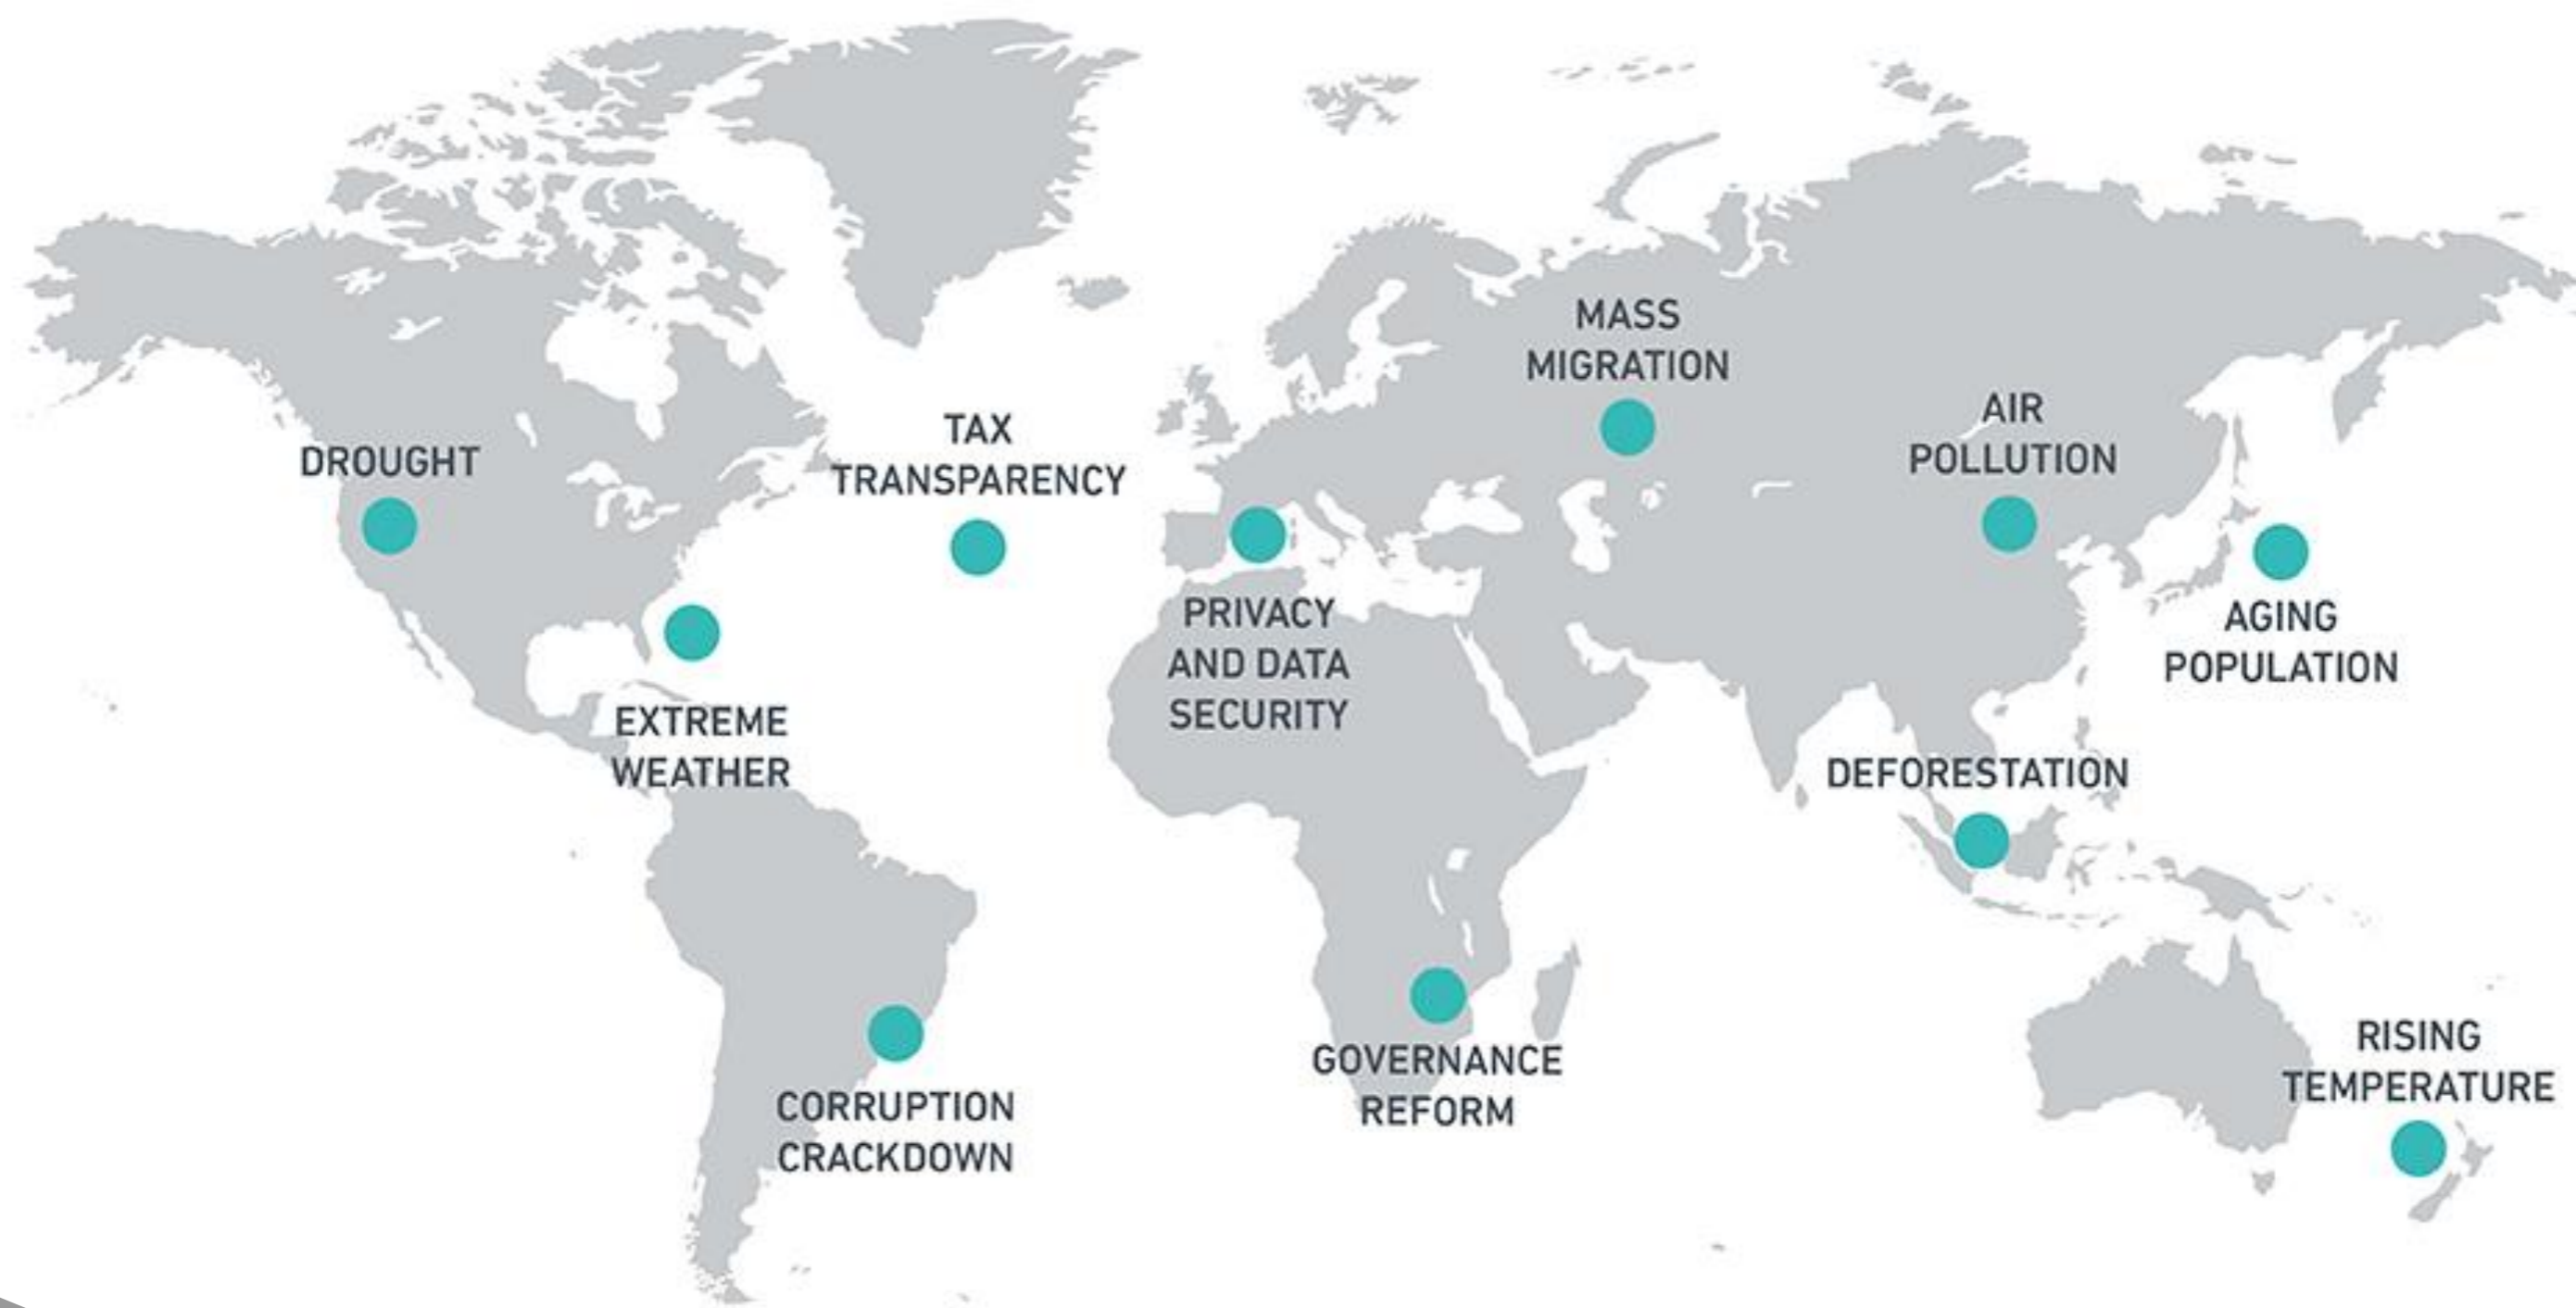 MASS
MIGRATION
AIR
POLLUTION
TAX
TRANSPARENCY
DROUGHT
PRIVACY
AND DATA
SECURITY
AGING
POPULATION
EXTREME
WEATHER
DEFORESTATION
RISING
TEMPERATURE
GOVERNANCE
REFORM
CORRUPTION
CRACKDOWN